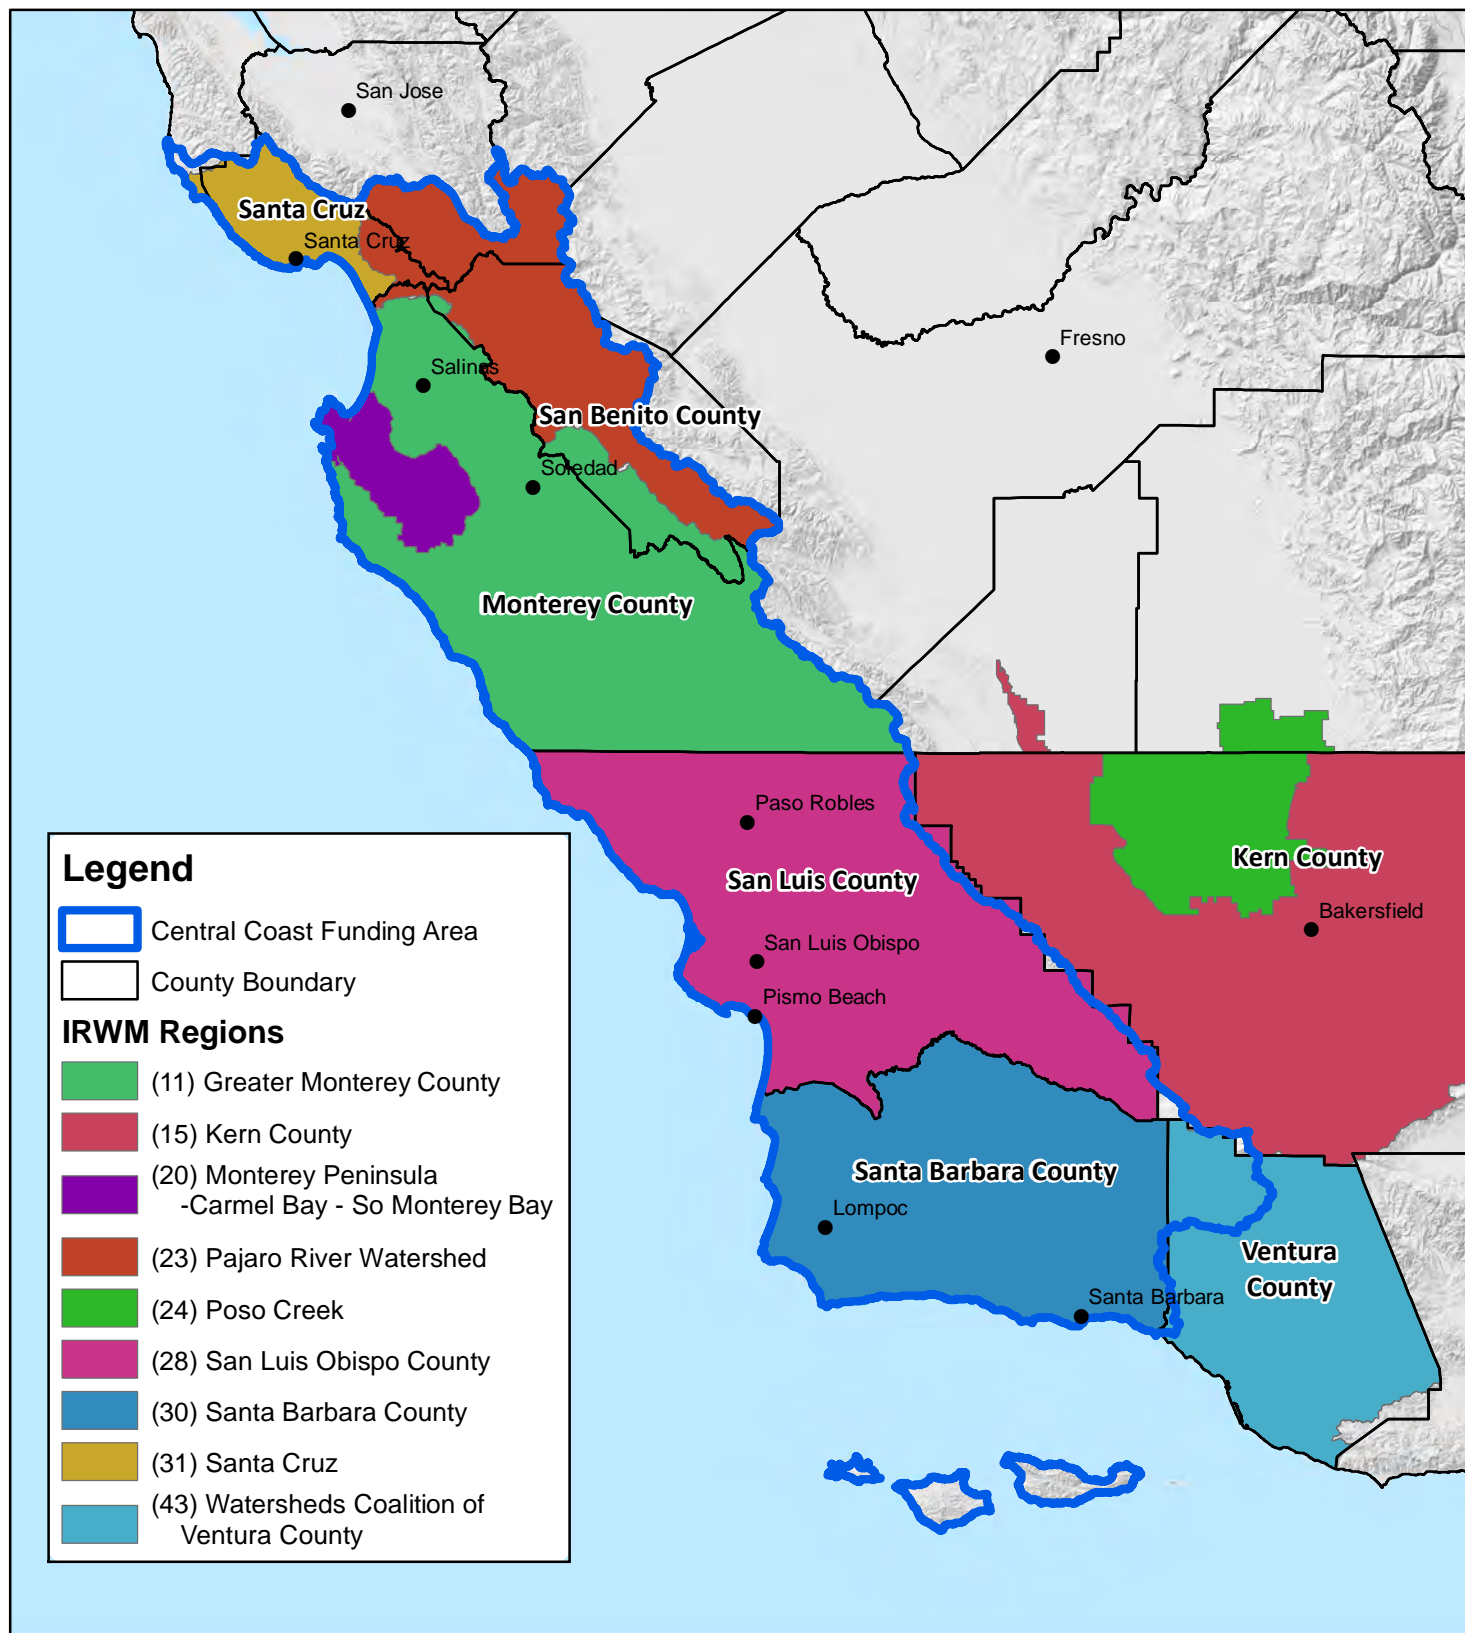 San Jose
Santa Cruz
Santa Cruz
Fresno
Salinas
San Benito County
Soledad
Monterey County
Paso Robles
San Luis County
Kern County
Bakersfield
San Luis Obispo
Pismo Beach
Santa Barbara County
Lompoc
Ventura
County
Santa Barbara
Legend
Central Coast Funding Area
County Boundary
IRWM Regions
(11) Greater Monterey County
(15) Kern County
(20) Monterey Peninsula
-Carmel Bay - So Monterey Bay
(23) Pajaro River Watershed
(24) Poso Creek
(28) San Luis Obispo County
(30) Santa Barbara County
(31) Santa Cruz
(43) Watersheds Coalition of
Ventura County